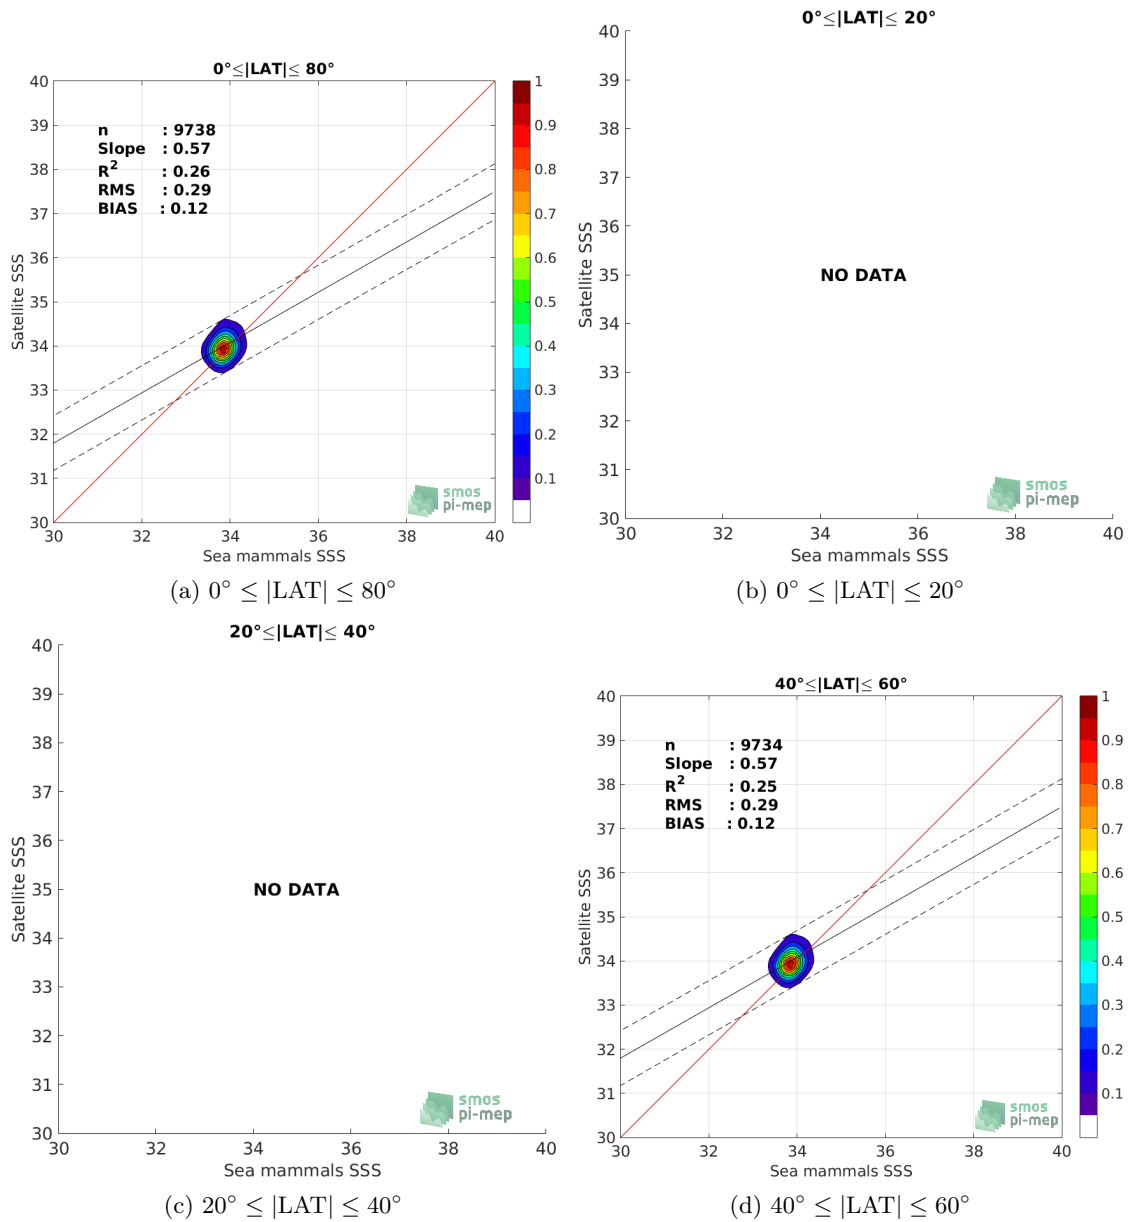 0°≤|LAT|≤ 80°
40
39
38
37
36
35
34
33
32
31
30
Satellite SSS
n : 9738
Slope : 0.57
R² : 0.26
RMS : 0.29
BIAS : 0.12
smos
pi-mep
30 32 34 36 38 40
Sea mammals SSS
1
0.9
0.8
0.7
0.6
0.5
0.4
0.3
0.2
0.1
(a) 0° ≤ |LAT| ≤ 80°
0°≤|LAT|≤ 20°
40
39
38
37
36
35
34
33
32
31
30
Satellite SSS
NO DATA
smos
pi-mep
30 32 34 36 38 40
Sea mammals SSS
(b) 0° ≤ |LAT| ≤ 20°
20°≤|LAT|≤ 40°
40
39
38
37
36
35
34
33
32
31
30
Satellite SSS
NO DATA
smos
pi-mep
30 32 34 36 38 40
Sea mammals SSS
(c) 20° ≤ |LAT| ≤ 40°
40°≤|LAT|≤ 60°
40
39
38
37
36
35
34
33
32
31
30
Satellite SSS
n : 9734
Slope : 0.57
R² : 0.25
RMS : 0.29
BIAS : 0.12
smos
pi-mep
30 32 34 36 38 40
Sea mammals SSS
1
0.9
0.8
0.7
0.6
0.5
0.4
0.3
0.2
0.1
(d) 40° ≤ |LAT| ≤ 60°